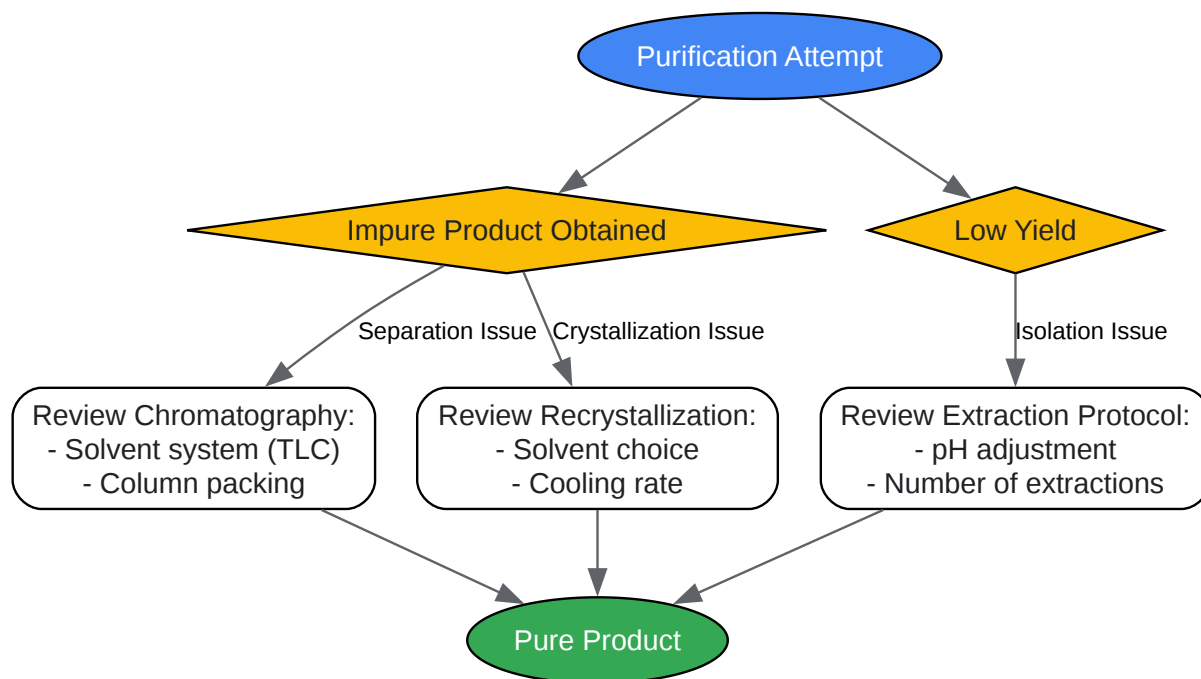 Purification Attempt
Impure Product Obtained
Low Yield
Separation Issue
Crystallization Issue
Isolation Issue
Review Chromatography:
- Solvent system (TLC)
- Column packing
Review Recrystallization:
- Solvent choice
- Cooling rate
Review Extraction Protocol:
- pH adjustment
- Number of extractions
Pure Product